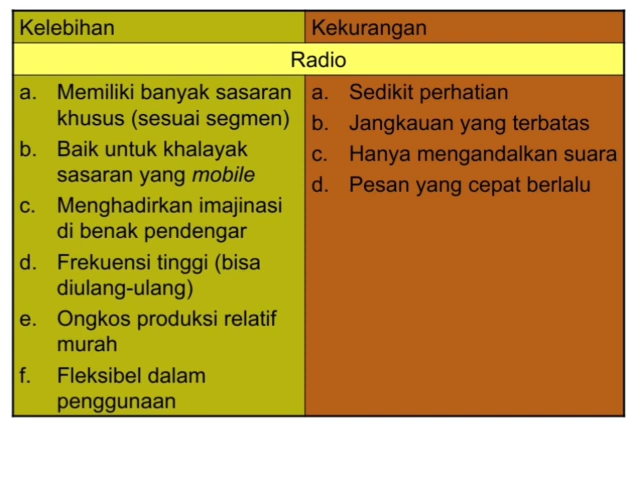 Kelebihan
Kekurangan
Radio
a. Memiliki banyak sasaran
khusus (sesuai segmen)
b. Baik untuk khalayak
sasaran yang mobile
c. Menghadirkan imajinasi
di benak pendengar
d. Frekuensi tinggi (bisa
diulang-ulang)
e. Ongkos produksi relatif
murah
f. Fleksibel dalam
penggunaan
a. Sedikit perhatian
b. Jangkauan yang terbatas
c. Hanya mengandalkan suara
d. Pesan yang cepat berlalu